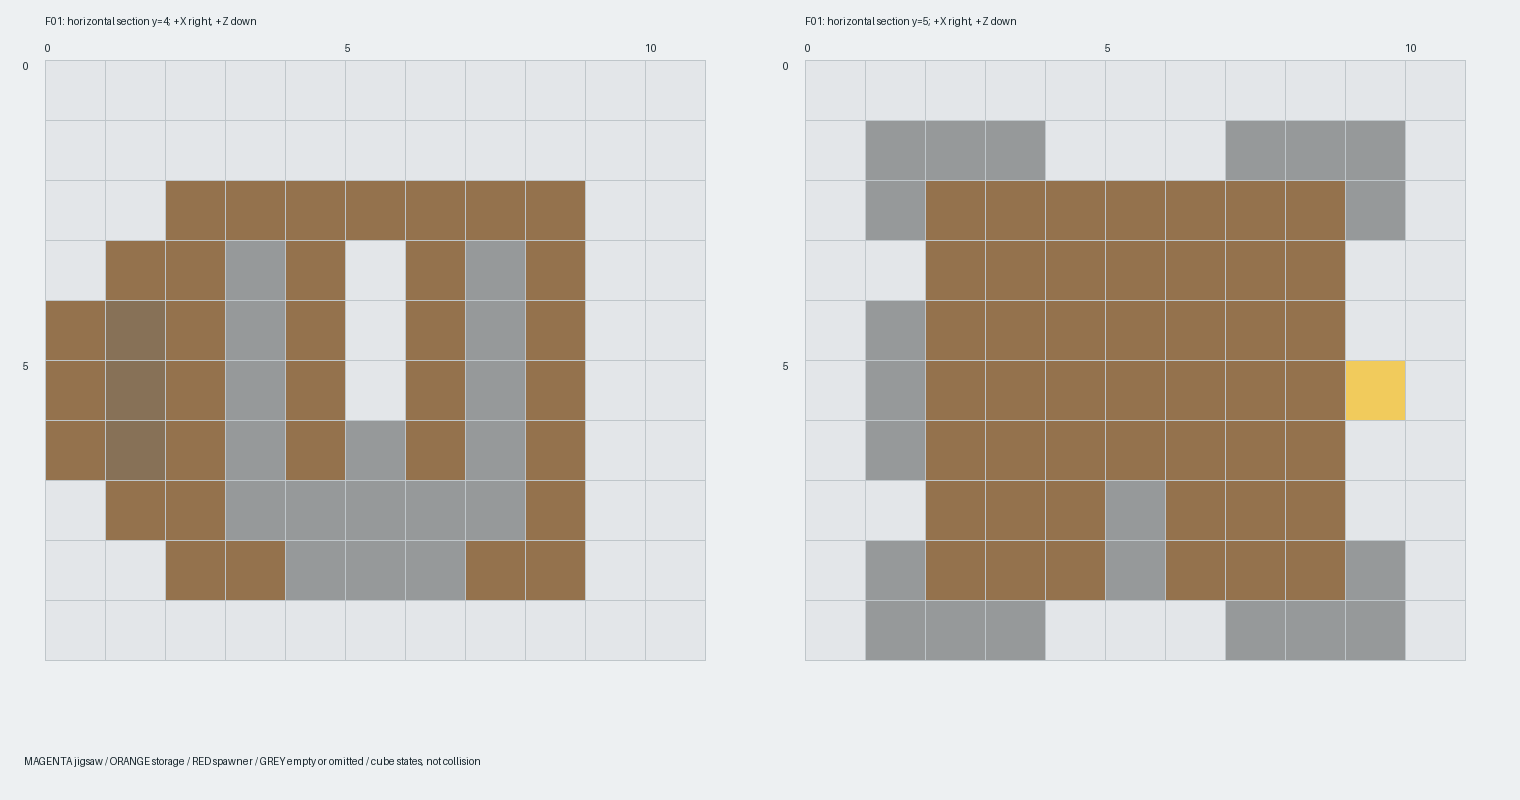 F01: horizontal section y=4; +X right, +Z down
F01: horizontal section y=5; +X right, +Z down
0 5 10
0 5 10
0
0
5
5
MAGENTA jigsaw / ORANGE storage / RED spawner / GREY empty or omitted / cube states, not collision